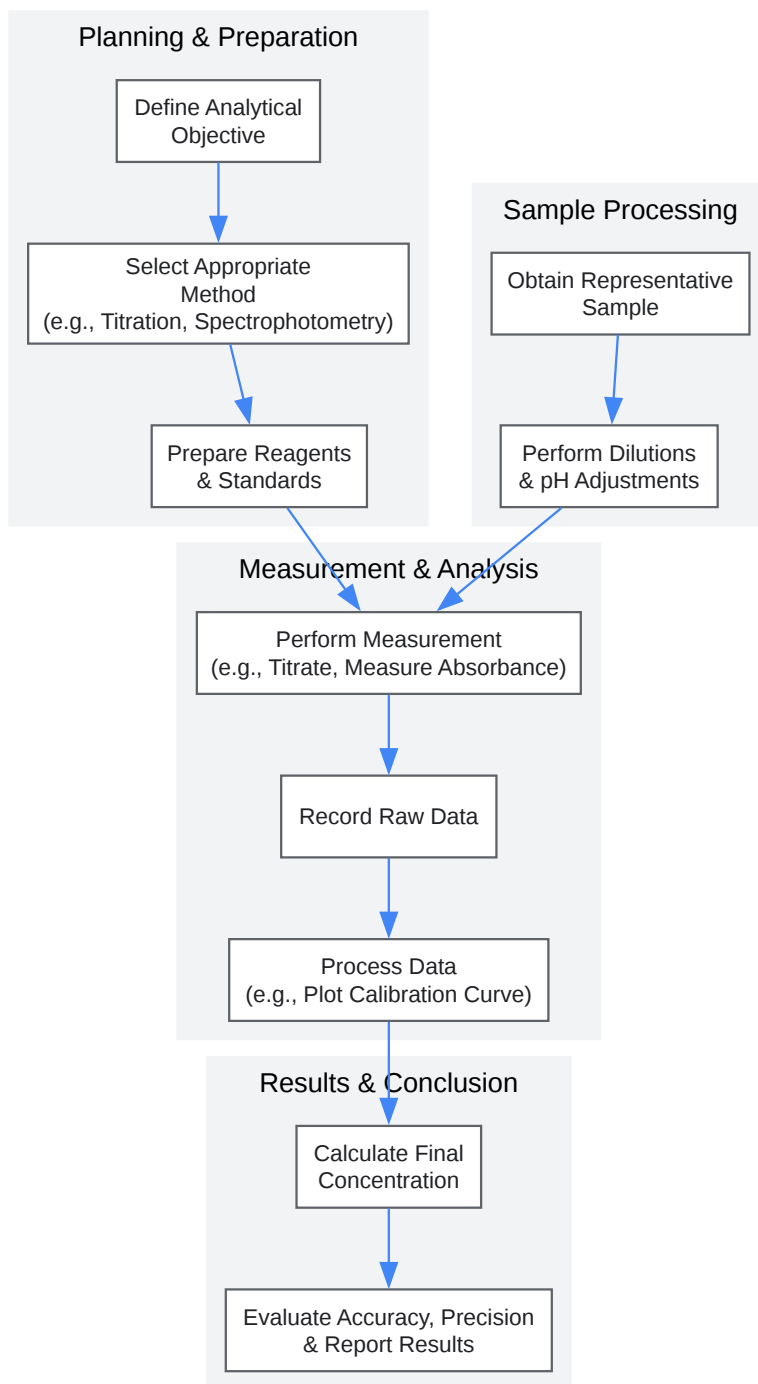 Planning & Preparation
Define Analytical
Objective
Select Appropriate
Method
(e.g., Titration, Spectrophotometry)
Prepare Reagents
& Standards
Sample Processing
Obtain Representative
Sample
Perform Dilutions
& pH Adjustments
Measurement & Analysis
Perform Measurement
(e.g., Titrate, Measure Absorbance)
Record Raw Data
Process Data
(e.g., Plot Calibration Curve)
Results & Conclusion
Calculate Final
Concentration
Evaluate Accuracy, Precision
& Report Results